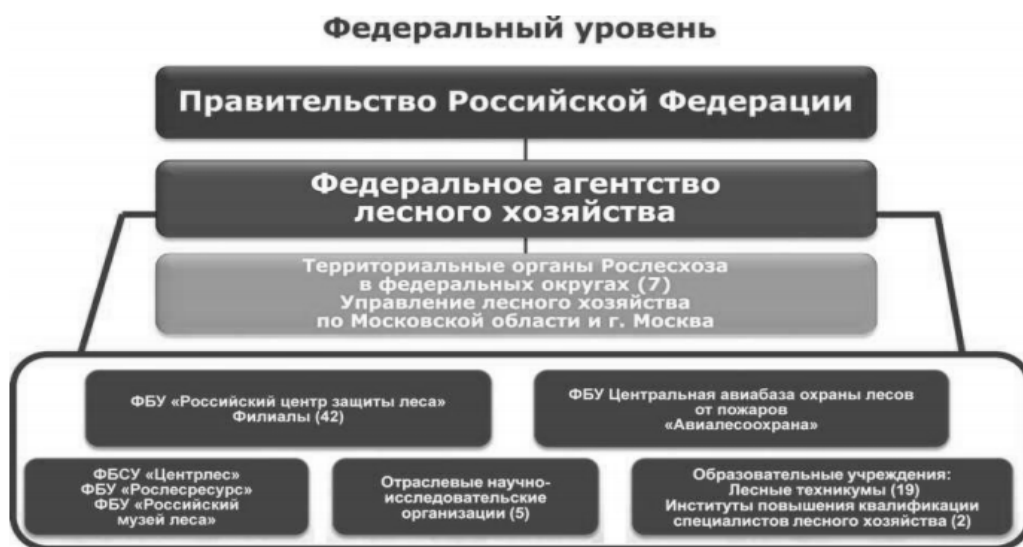 Федеральный уровень
Правительство Российской Федерации
Федеральное агентство
лесного хозяйства
Территориальные органы Рослесхоза
в федеральных округах (7)
Управление лесного хозяйства
по Московской области и г. Москва
ФБУ «Российский центр защиты леса»
Филиалы (42)
ФБУ Центральная авиабаза охраны лесов
от пожаров
«Авиалесоохрана»
ФБСУ «Центрлес»
ФБУ «Рослесресурс»
ФБУ «Российский
музей леса»
Отраслевые научно-
исследовательские
организации (5)
Образовательные учреждения:
Лесные техникумы (19)
Институты повышения квалификации
специалистов лесного хозяйства (2)